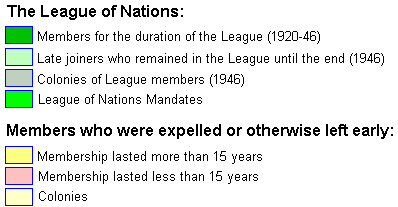 The League of Nations:
Members for the duration of the League (1920-46)
Late joiners who remained in the League until the end (1946)
Colonies of League members (1946)
League of Nations Mandates
Members who were expelled or otherwise left early:
Membership lasted more than 15 years
Membership lasted less than 15 years
Colonies